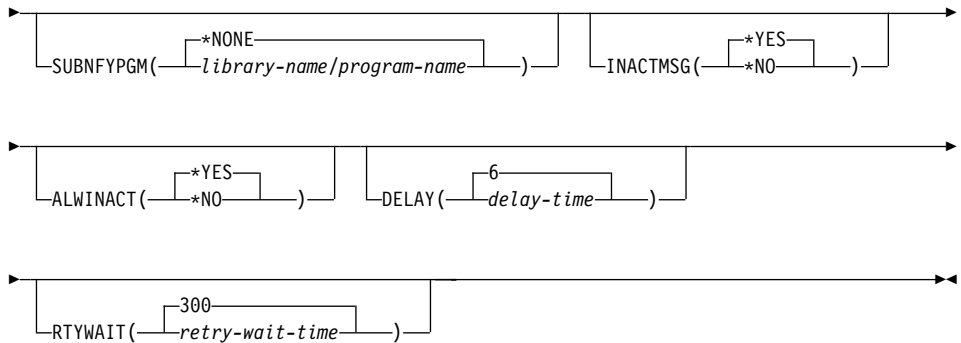 *NONE *YES
SUBNFYPGM( library-name/program-name ) INACTMSG( *NO )
*YES 6
ALWINACT( *NO ) DELAY( delay-time )
300
RTYWAIT( retry-wait-time )